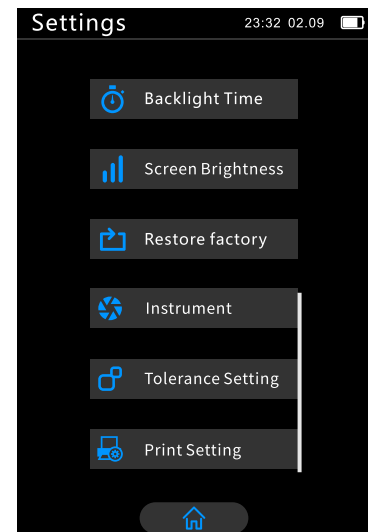 Settings 23:32 02.09
Backlight Time
Screen Brightness
Restore factory
Instrument
Tolerance Setting
Print Setting